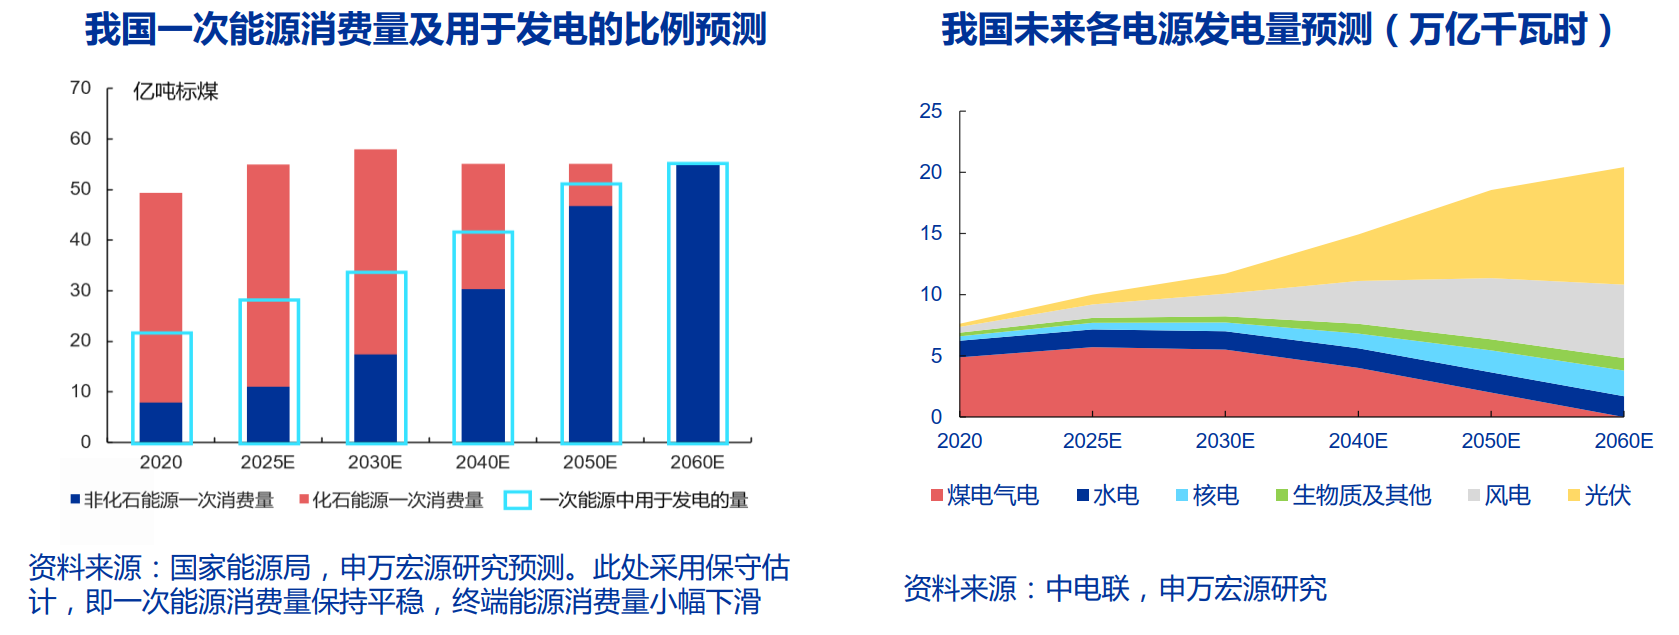 我国一次能源消费量及用于发电的比例预测
亿吨标煤
70
60
50
40
30
20
10
0
2020 2025E 2030E 2040E 2050E 2060E
非化石能源一次消费量 化石能源一次消费量 一次能源中用于发电的量
资料来源：国家能源局，申万宏源研究预测。此处采用保守估
计，即一次能源消费量保持平稳，终端能源消费量小幅下滑
我国未来各电源发电量预测（万亿千瓦时）
25
20
15
10
5
0
2020 2025E 2030E 2040E 2050E 2060E
煤电气电 水电 核电 生物质及其他 风电 光伏
资料来源：中电联，申万宏源研究